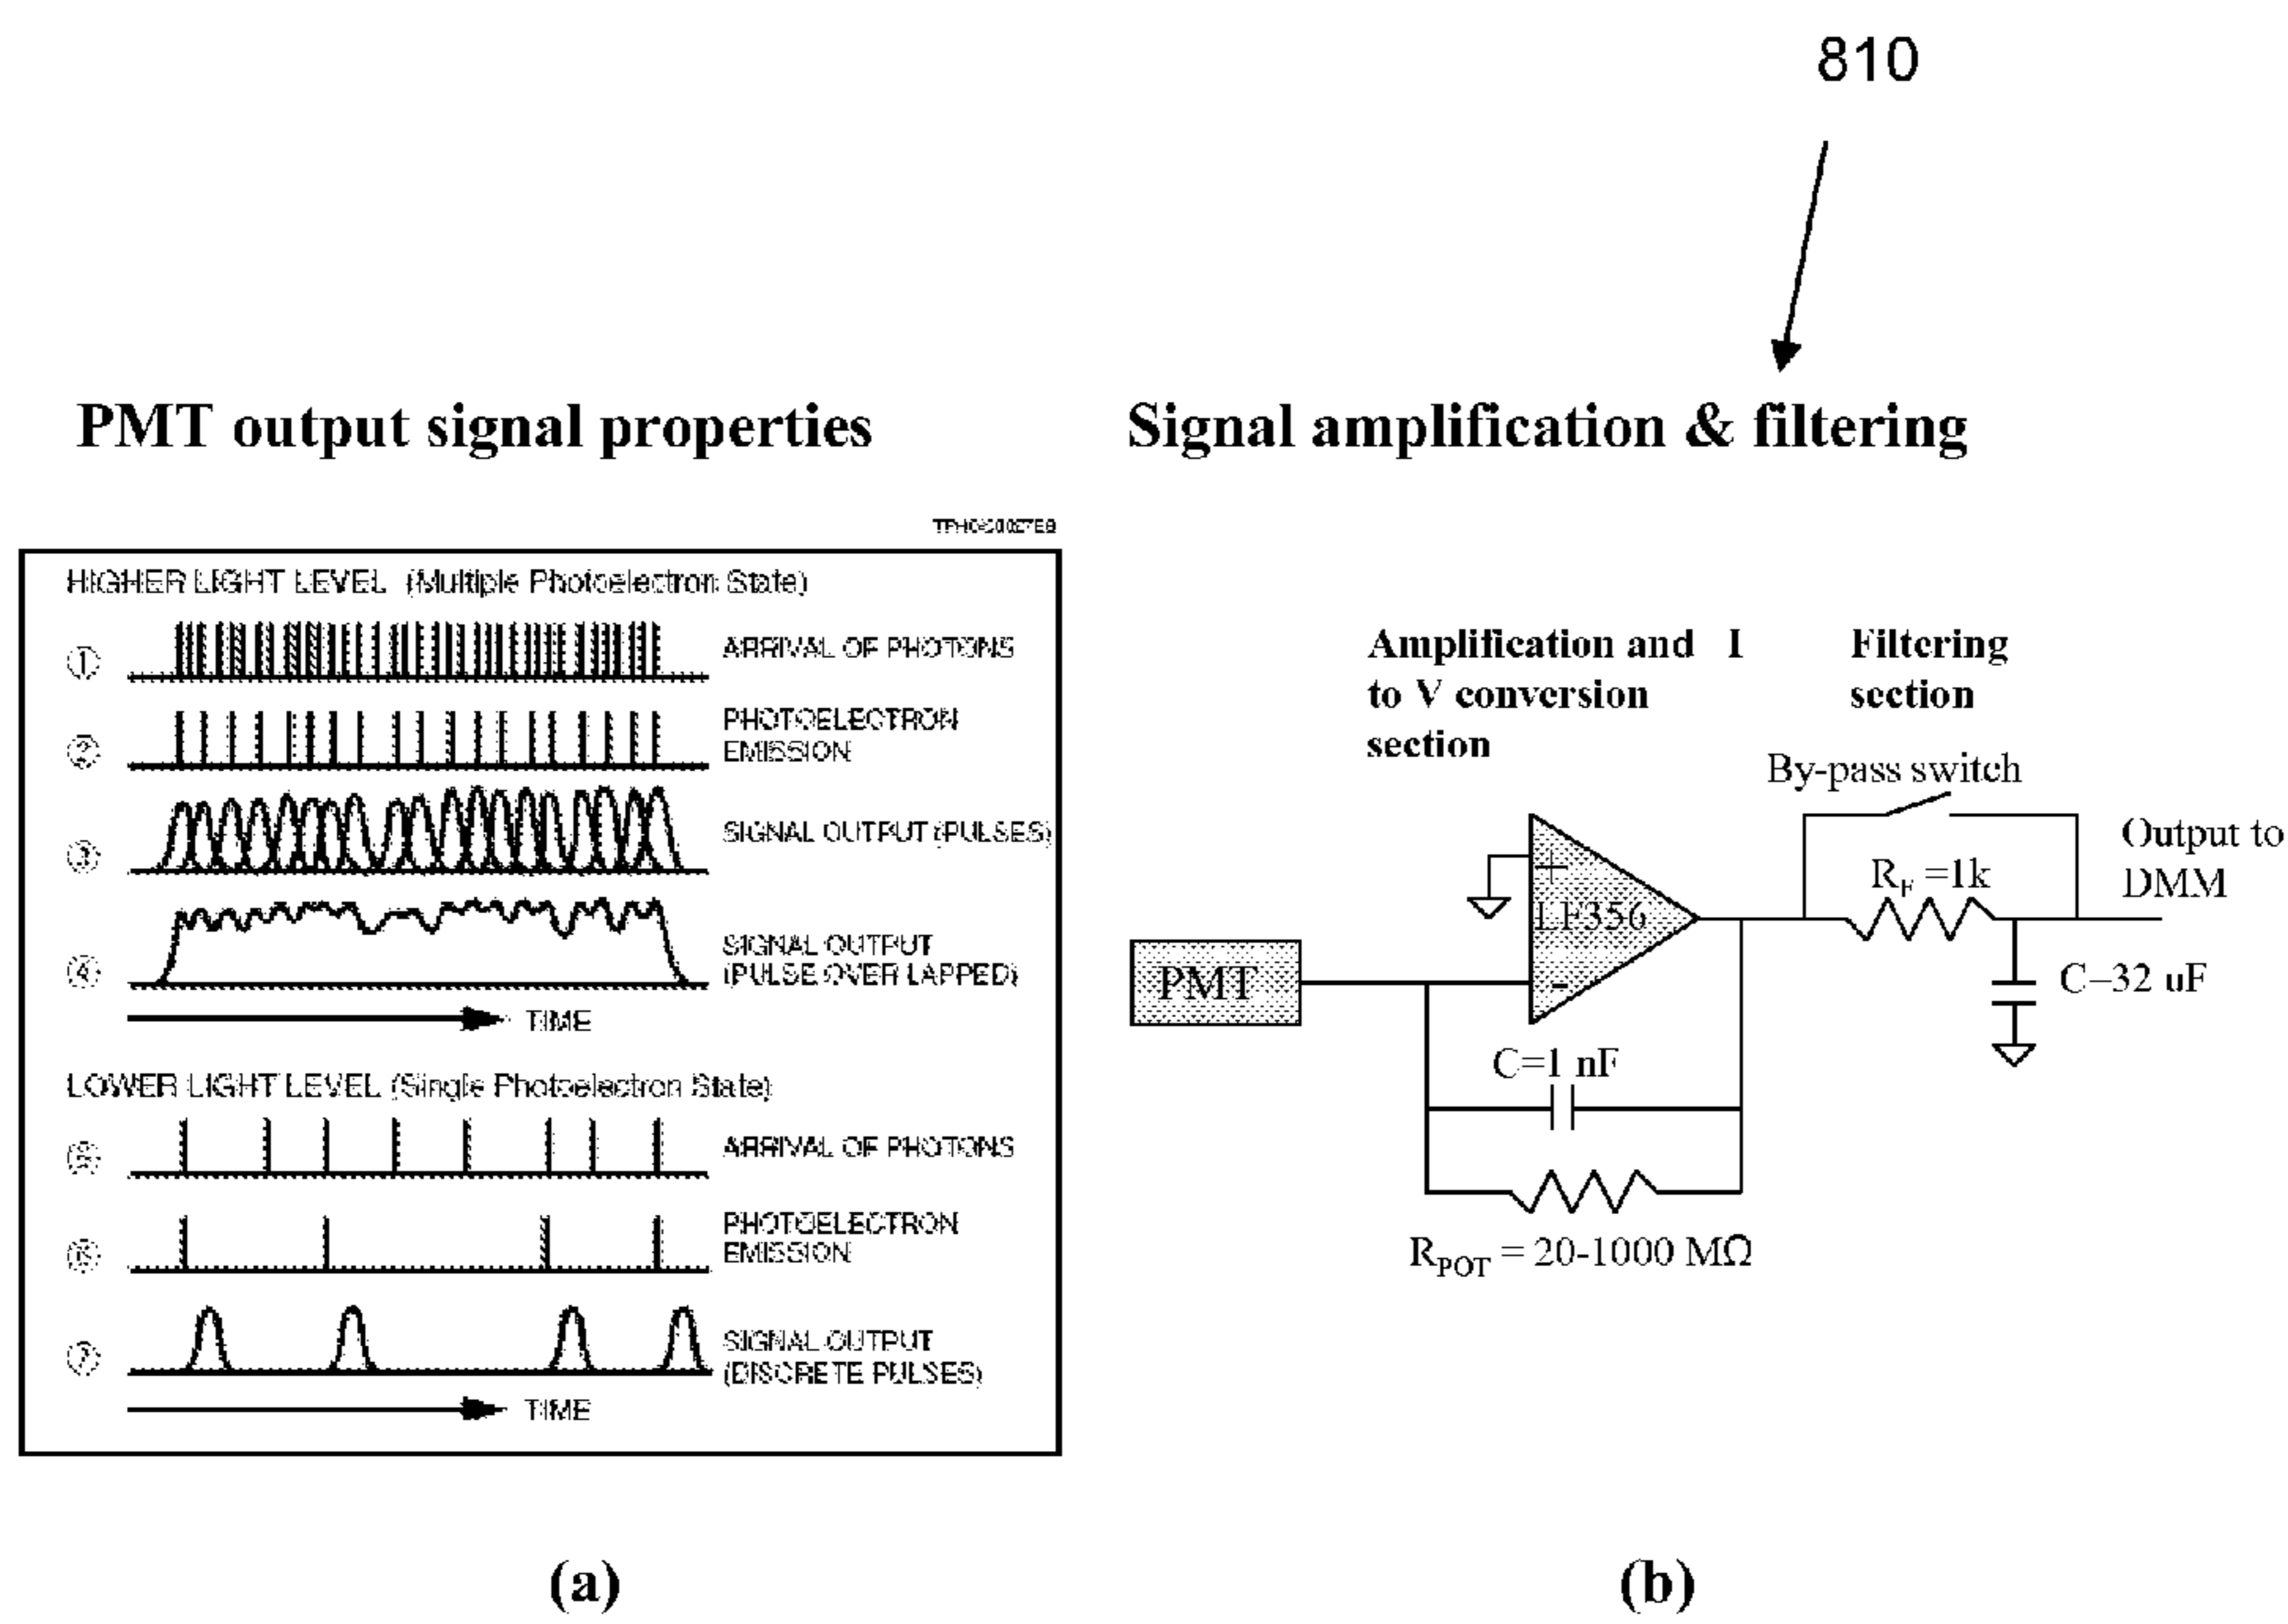 810
PMT output signal properties
Signal amplification & filtering
HIGHER LIGHT LEVEL (Multiple Photoelectron State)
① ARRIVAL OF PHOTONS
② PHOTOELECTRON
EMISSION
③ SIGNAL OUTPUT (PULSES)
④ SIGNAL OUTPUT
(PULSE OVER LAPPED)
TIME
LOWER LIGHT LEVEL (Single Photoelectron State)
⑤ ARRIVAL OF PHOTONS
⑥ PHOTOELECTRON
EMISSION
⑦ SIGNAL OUTPUT
(DISCRETE PULSES)
TIME
(a)
Amplification and I
to V conversion
section
Filtering
section
By-pass switch
Output to
DMM
R_F =1k
+
LF356
PMT
-
C–32 uF
C=1 nF
R_POT = 20-1000 MΩ
(b)